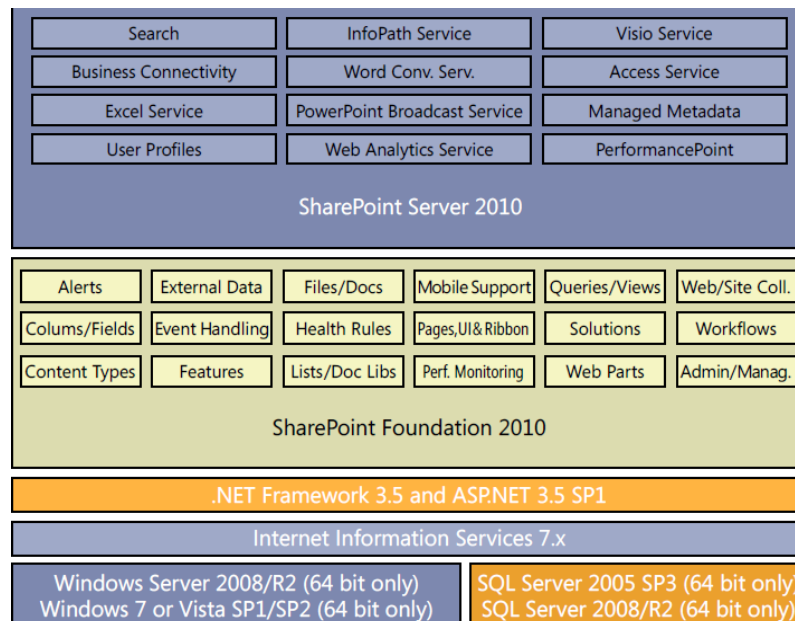 Search
InfoPath Service
Visio Service
Business Connectivity
Word Conv. Serv.
Access Service
Excel Service
PowerPoint Broadcast Service
Managed Metadata
User Profiles
Web Analytics Service
PerformancePoint
SharePoint Server 2010
Alerts
External Data
Files/Docs
Mobile Support
Queries/Views
Web/Site Coll.
Colums/Fields
Event Handling
Health Rules
Pages,UI&Ribbon
Solutions
Workflows
Content Types
Features
Lists/Doc Libs
Perf. Monitoring
Web Parts
Admin/Manag.
SharePoint Foundation 2010
.NET Framework 3.5 and ASP.NET 3.5 SP1
Internet Information Services 7.x
Windows Server 2008/R2 (64 bit only)
Windows 7 or Vista SP1/SP2 (64 bit only)
SQL Server 2005 SP3 (64 bit only)
SQL Server 2008/R2 (64 bit only)